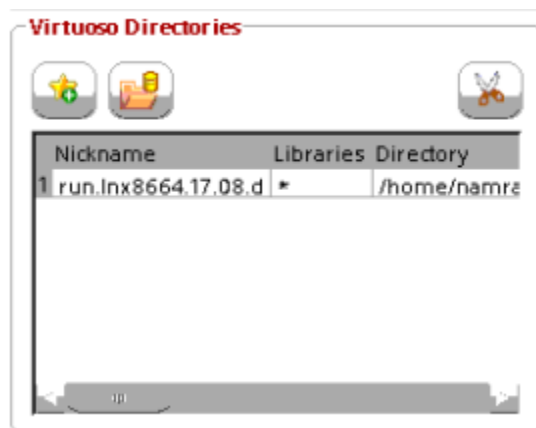 Virtuoso Directories
Nickname Libraries Directory
1 run.lnx8664.17.08.d * /home/namra